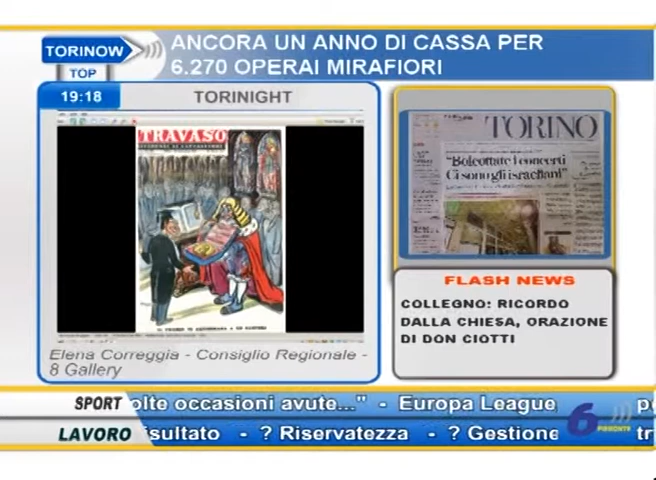 TORINOW
TOP
ANCORA UN ANNO DI CASSA PER
6.270 OPERAI MIRAFIORI
19:18
TORINIGHT
TRAVASO
TORINO
"Boicottate i concerti
Ci sono gli israeliani"
FLASH NEWS
COLLEGNO: RICORDO
DALLA CHIESA, ORAZIONE
DI DON CIOTTI
Elena Correggia - Consiglio Regionale -
8 Gallery
SPORT olte occasioni avute..." - Europa League
LAVORO isultato - ? Riservatezza - ? Gestione
6
PIEMONTE